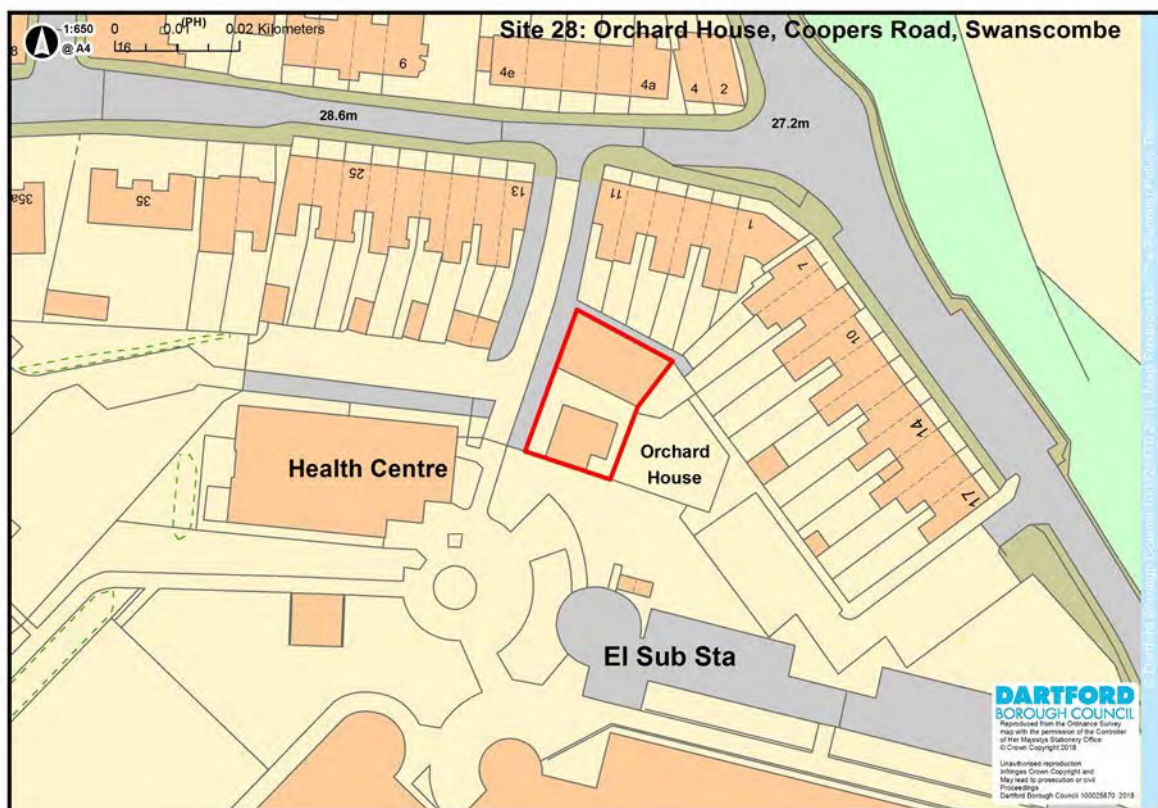 Site 28: Orchard House, Coopers Road, Swanscombe
1:650
@ A4
0 0.01 0.02 Kilometers
(PH)
8
16
6
4e
4a
4
2
28.6m
27.2m
35a
35
25
13
11
1
7
10
14
17
Health Centre
Orchard
House
El Sub Sta
DARTFORD
BOROUGH COUNCIL
Reproduced from the Ordnance Survey
map with the permission of the Controller
of Her Majestys Stationery Office
© Crown Copyright 2018
Unauthorised reproduction
Infringes Crown Copyright and
May lead to prosecution or civil
Proceedings
Dartford Borough Council 100025870 2018
© Dartford Borough Council